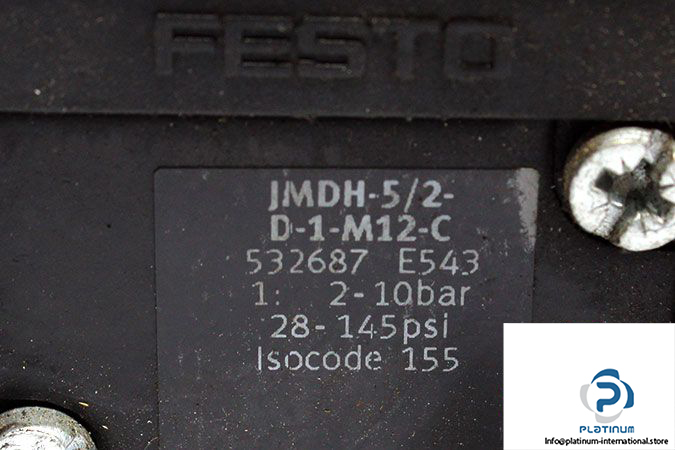 FESTO
JMDH-5/2-
D-1-M12-C
532687 E543
1: 2-10bar
28-145psi
Isocode 155
PLATINUM
Info@platinum-international.store